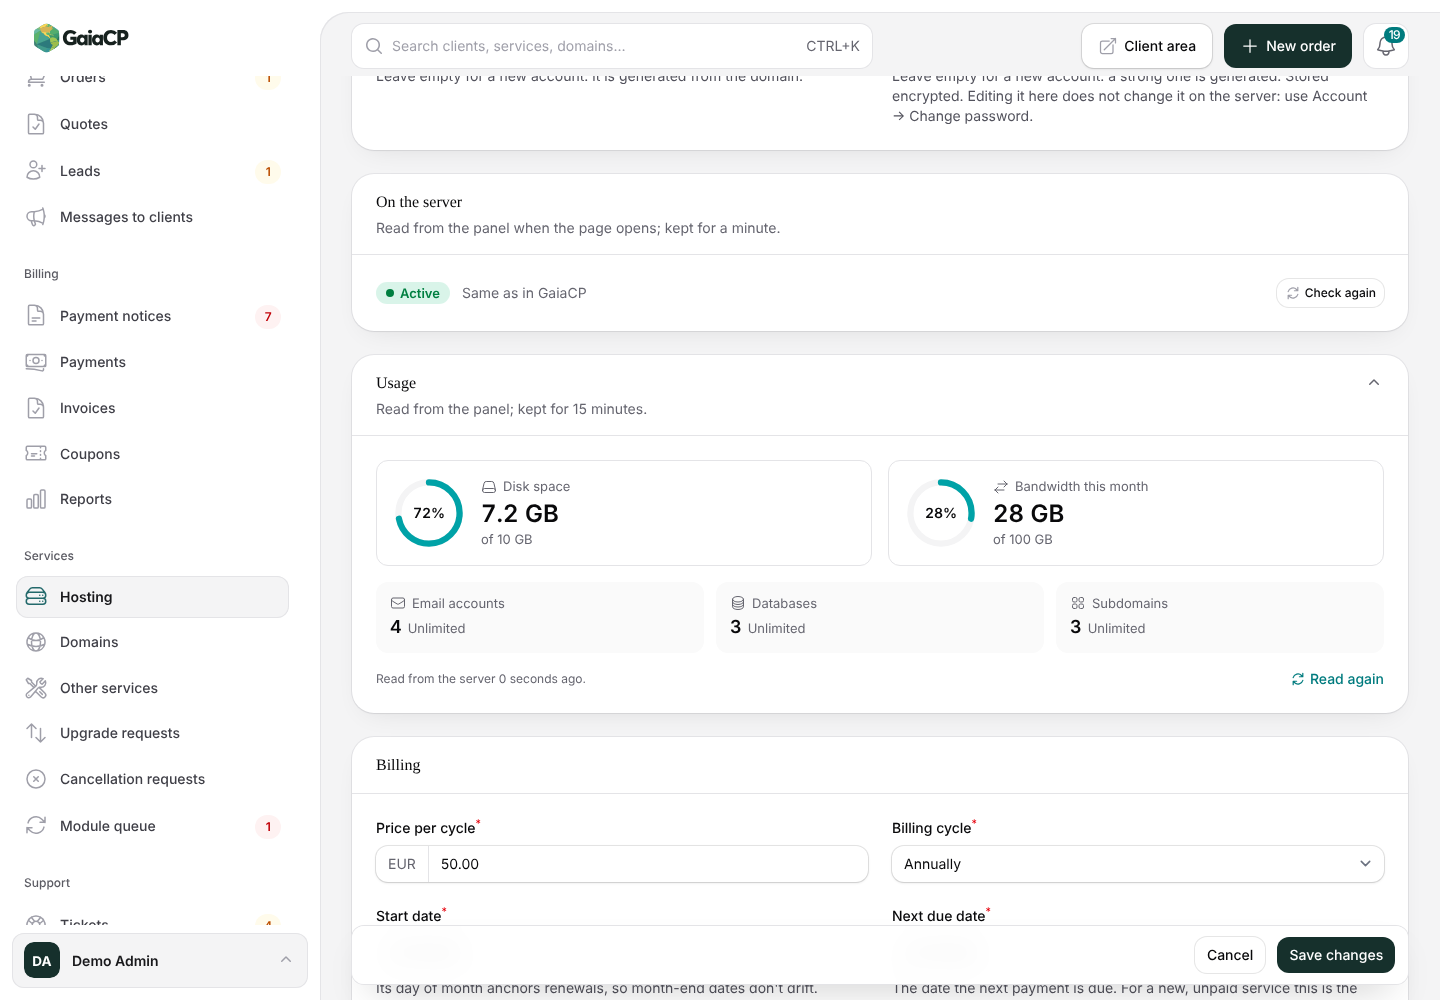 GaiaCP
Search clients, services, domains...
CTRL+K
Client area
New order
19
Orders
1
Quotes
Leads
1
Messages to clients
Billing
Payment notices
7
Payments
Invoices
Coupons
Reports
Services
Hosting
Domains
Other services
Upgrade requests
Cancellation requests
Module queue
1
Support
Tickets
4
DA
Demo Admin
Leave empty for a new account: it is generated from the domain.
Leave empty for a new account: a strong one is generated. Stored
encrypted. Editing it here does not change it on the server: use Account
→ Change password.
On the server
Read from the panel when the page opens; kept for a minute.
Active
Same as in GaiaCP
Check again
Usage
Read from the panel; kept for 15 minutes.
72%
Disk space
7.2 GB
of 10 GB
28%
Bandwidth this month
28 GB
of 100 GB
Email accounts
4 Unlimited
Databases
3 Unlimited
Subdomains
3 Unlimited
Read from the server 0 seconds ago.
Read again
Billing
Price per cycle*
EUR
50.00
Billing cycle*
Annually
Start date*
Next due date*
Cancel
Save changes
Its day of month anchors renewals, so month-end dates don't drift.
The date the next payment is due. For a new, unpaid service this is the